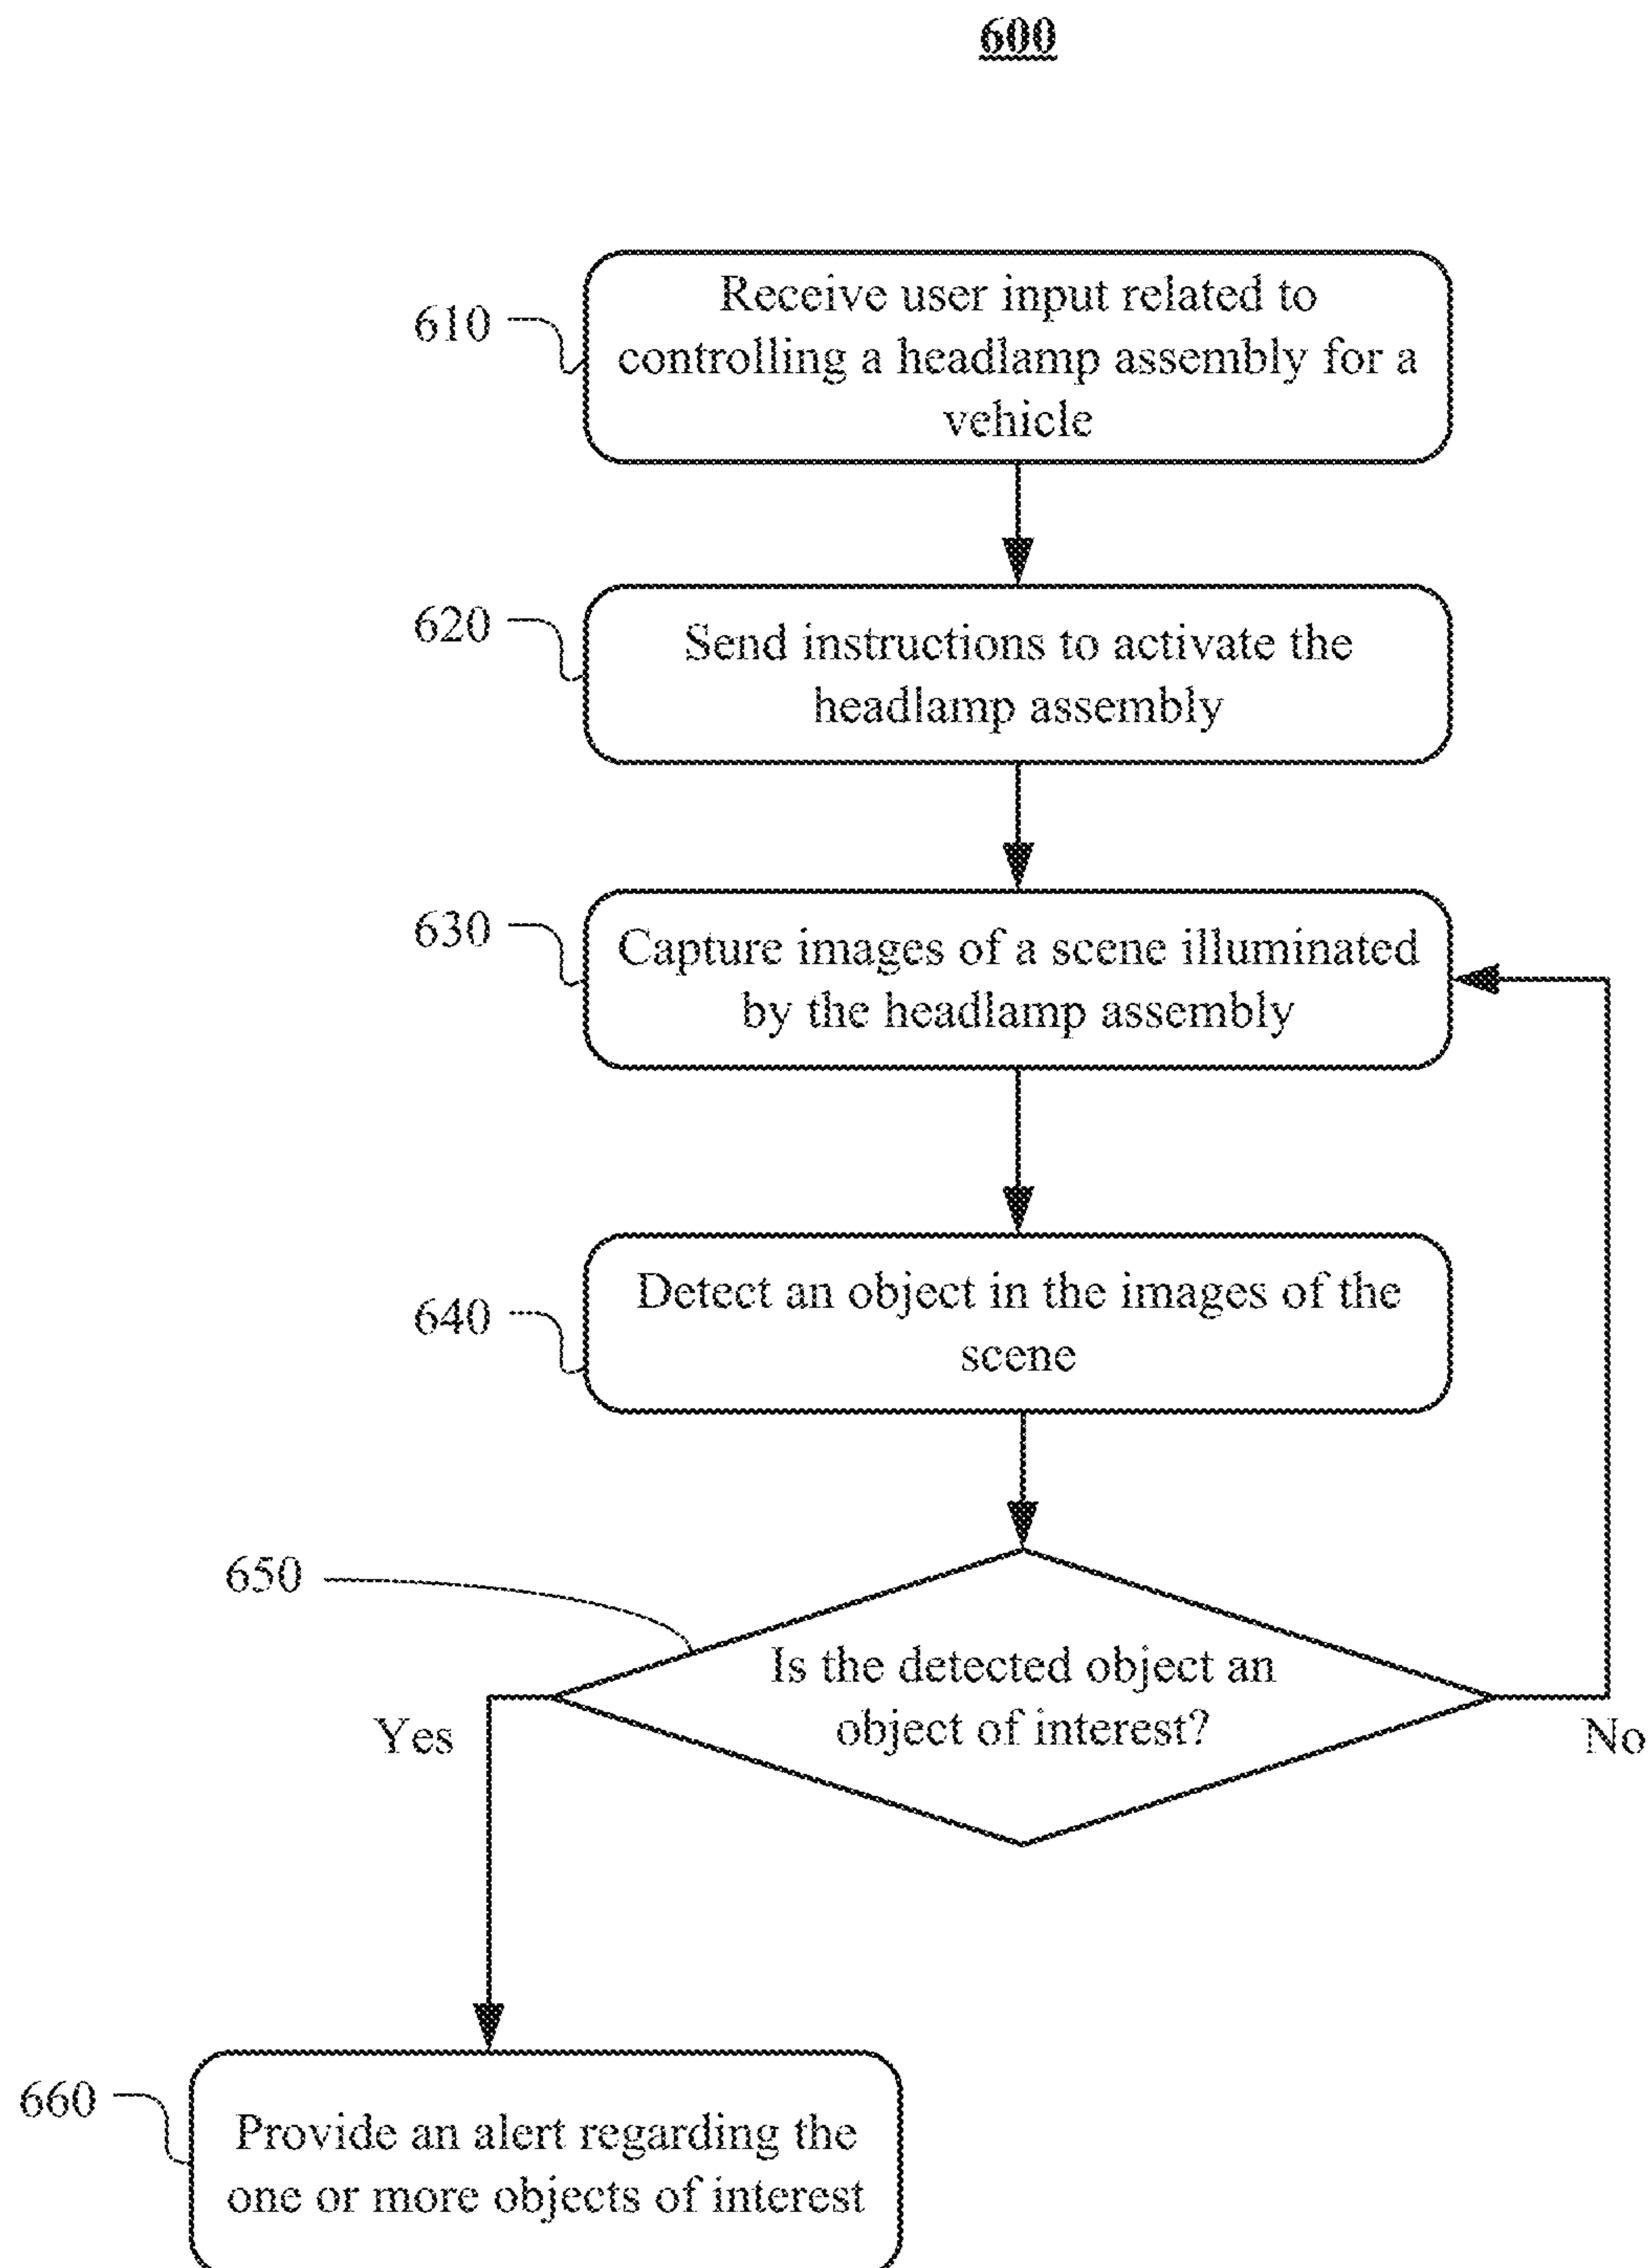 600
610
Receive user input related to
controlling a headlamp assembly for a
vehicle
620
Send instructions to activate the
headlamp assembly
630
Capture images of a scene illuminated
by the headlamp assembly
640
Detect an object in the images of the
scene
650
Is the detected object an
object of interest?
Yes
No
660
Provide an alert regarding the
one or more objects of interest